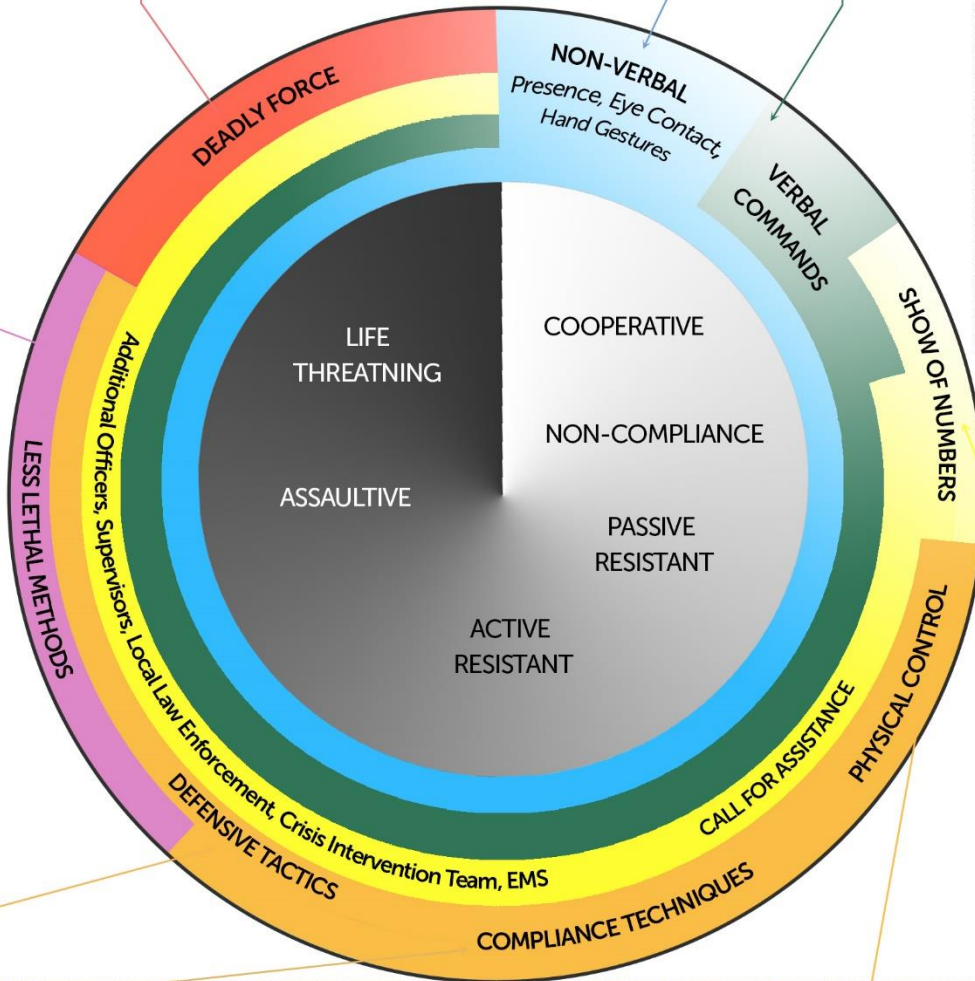 NON-VERBAL
Presence, Eye Contact,
Hand Gestures
VERBAL
COMMANDS
SHOW OF NUMBERS
PHYSICAL CONTROL
CALL FOR ASSISTANCE
COMPLIANCE TECHNIQUES
DEFENSIVE TACTICS
Additional Officers, Supervisors, Local Law Enforcement, Crisis Intervention Team, EMS
LESS LETHAL METHODS
DEADLY FORCE
COOPERATIVE
NON-COMPLIANCE
PASSIVE
RESISTANT
ACTIVE
RESISTANT
ASSAULTIVE
LIFE
THREATNING